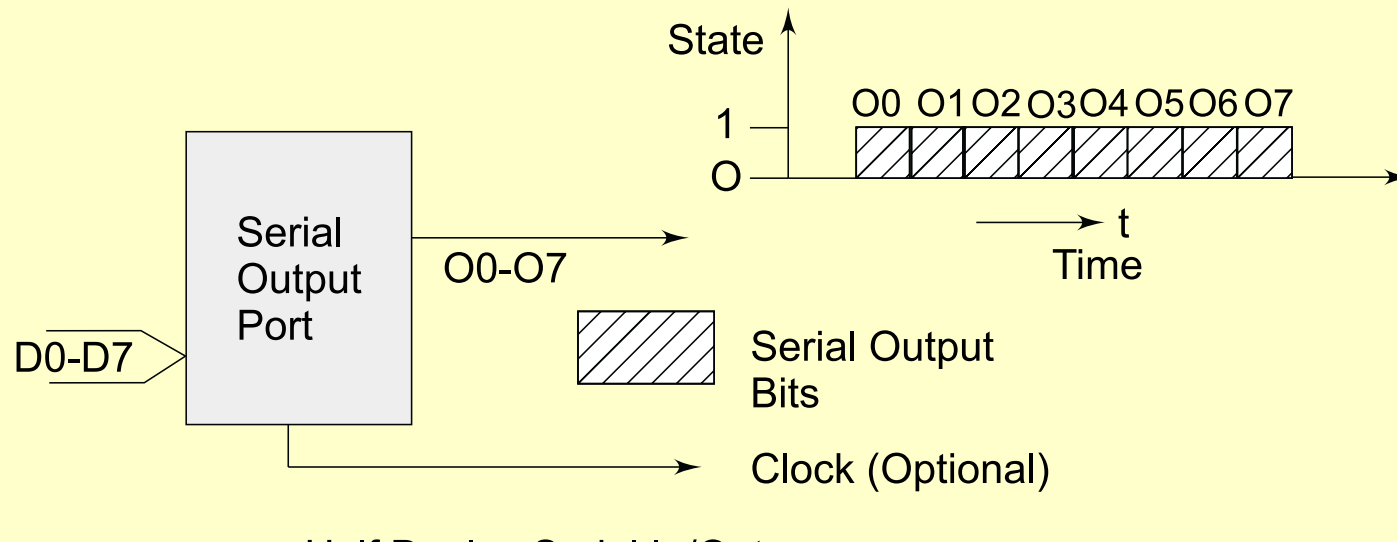 State
O0 O1 O2 O3 O4 O5 O6 O7
1
O
t
Time
Serial
Output
Port
O0-O7
D0-D7
Serial Output
Bits
Clock (Optional)